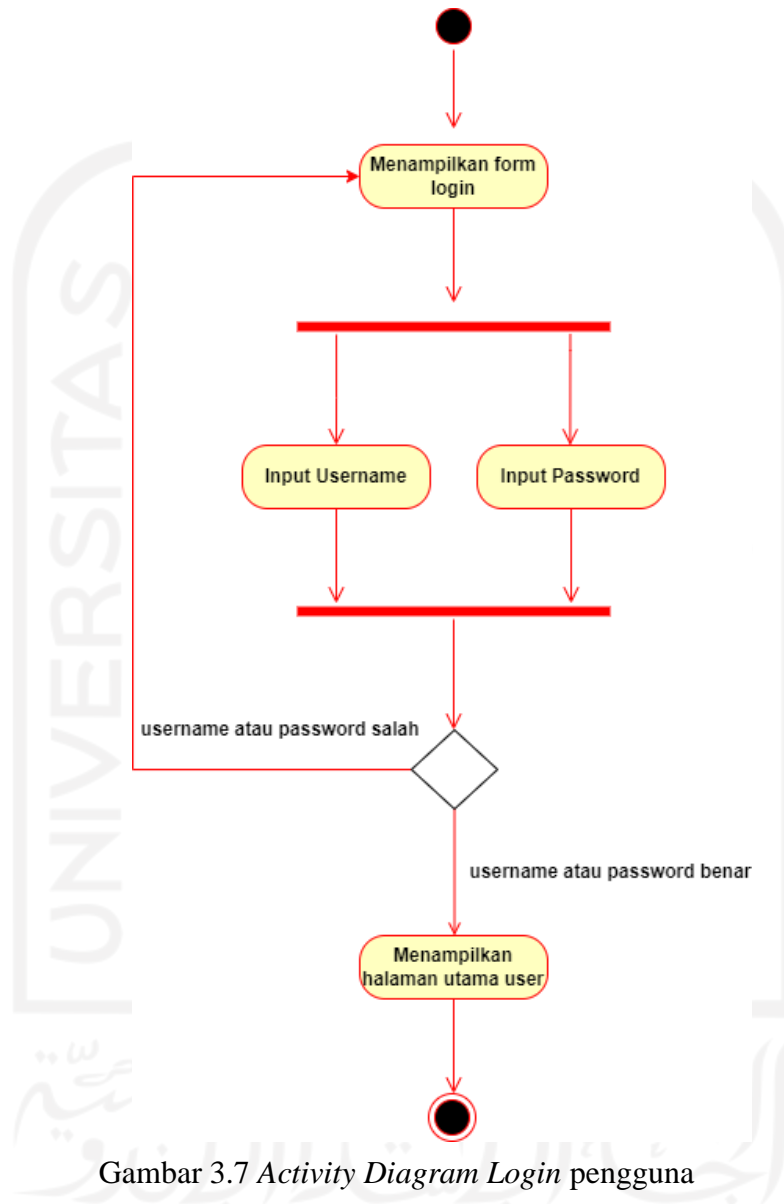 Menampilkan form
login
Input Username
Input Password
username atau password salah
username atau password benar
Menampilkan
halaman utama user
UNIVERSITAS
Gambar 3.7 Activity Diagram Login pengguna